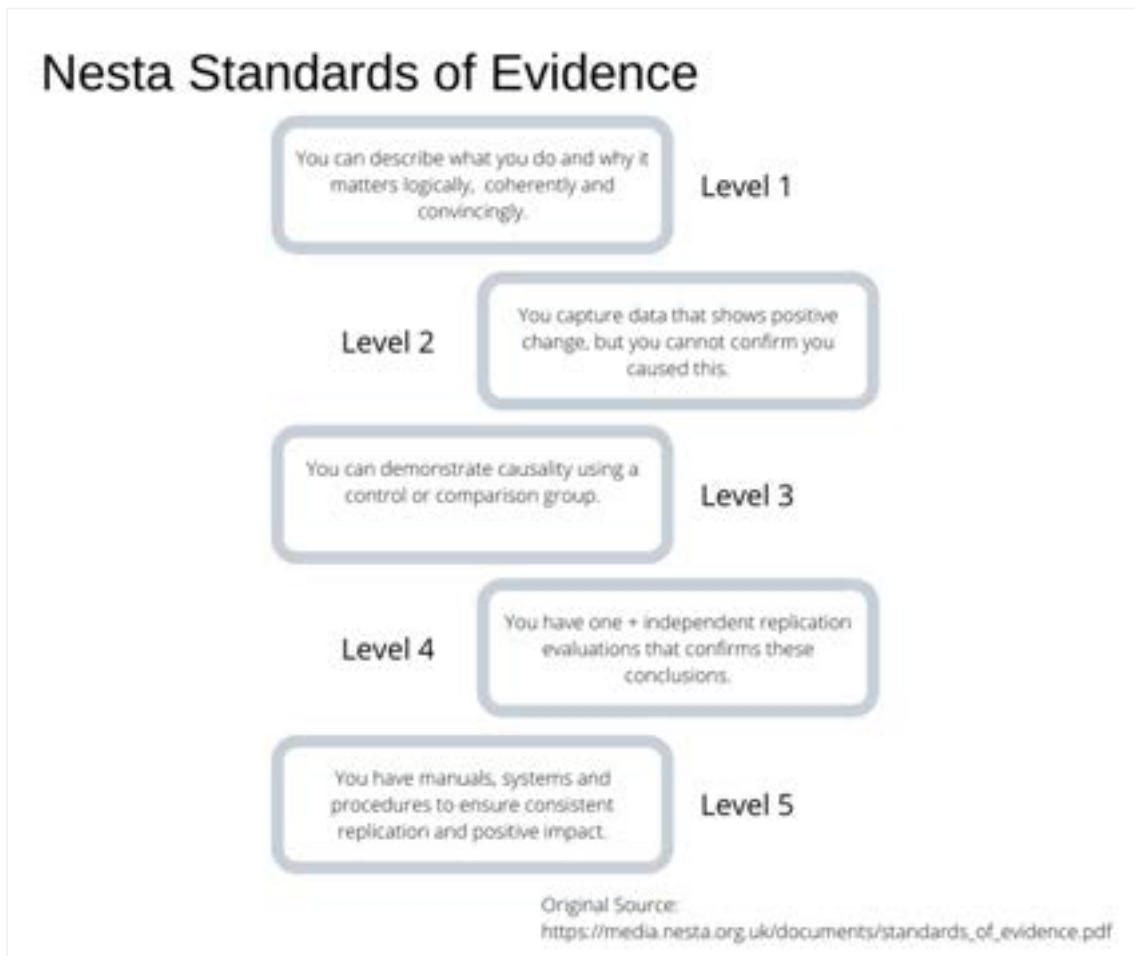 Nesta Standards of Evidence
You can describe what you do and why it
matters logically, coherently and
convincingly.
Level 1
Level 2
You capture data that shows positive
change, but you cannot confirm you
caused this.
You can demonstrate causality using a
control or comparison group.
Level 3
Level 4
You have one + independent replication
evaluations that confirms these
conclusions.
You have manuals, systems and
procedures to ensure consistent
replication and positive impact.
Level 5
Original Source:
https://media.nesta.org.uk/documents/standards_of_evidence.pdf